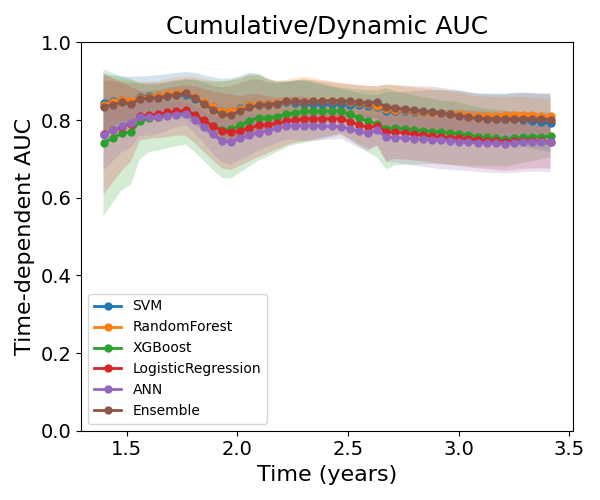 Cumulative/Dynamic AUC
Time-dependent AUC
1.0
0.8
0.6
0.4
0.2
0.0
SVM
RandomForest
XGBoost
LogisticRegression
ANN
Ensemble
1.5 2.0 2.5 3.0 3.5
Time (years)